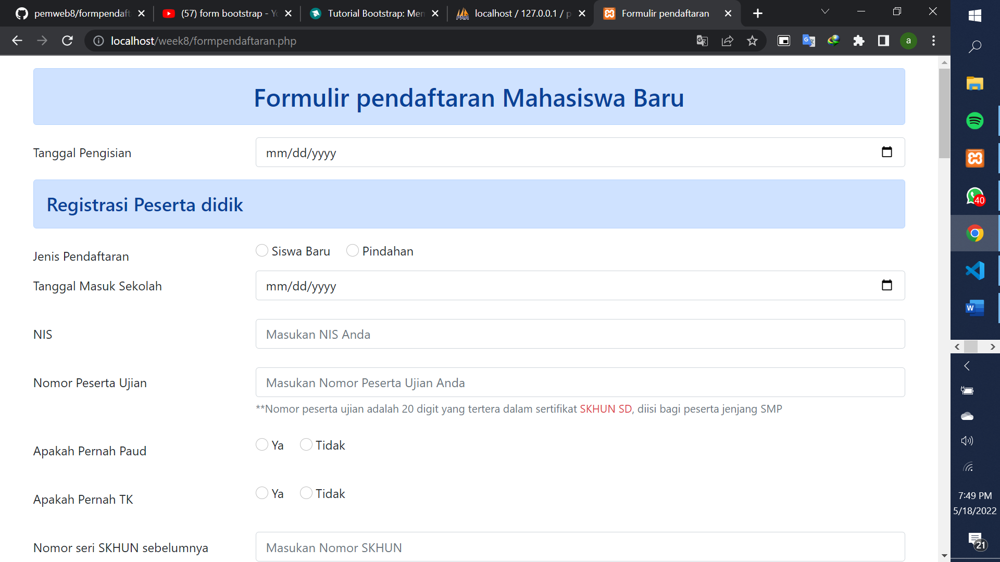 pemweb8/formpendaft
(57) form bootstrap - Yo
Tutorial Bootstrap: Men
localhost / 127.0.0.1 / p
Formulir pendaftaran
localhost/week8/formpendaftaran.php
a
Formulir pendaftaran Mahasiswa Baru
Tanggal Pengisian
mm/dd/yyyy
Registrasi Peserta didik
Jenis Pendaftaran
Siswa Baru
Pindahan
Tanggal Masuk Sekolah
mm/dd/yyyy
NIS
Masukan NIS Anda
Nomor Peserta Ujian
Masukan Nomor Peserta Ujian Anda
**Nomor peserta ujian adalah 20 digit yang tertera dalam sertifikat SKHUN SD, diisi bagi peserta jenjang SMP
Apakah Pernah Paud
Ya
Tidak
Apakah Pernah TK
Ya
Tidak
Nomor seri SKHUN sebelumnya
Masukan Nomor SKHUN
40
7:49 PM
5/18/2022
21